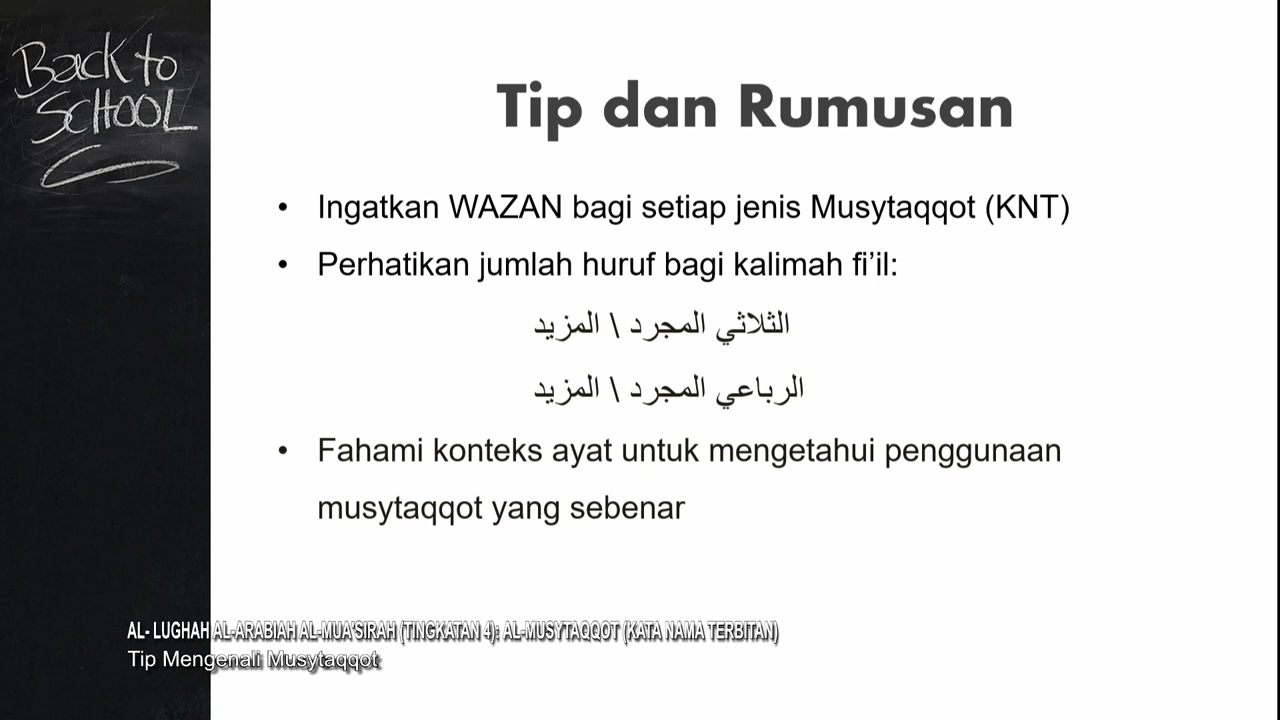 Back to
SCHOOL
Tip dan Rumusan
• Ingatkan WAZAN bagi setiap jenis Musytaqqot (KNT)
• Perhatikan jumlah huruf bagi kalimah fi’il:
الثلاثي المجرد \ المزيد
الرباعي المجرد \ المزيد
• Fahami konteks ayat untuk mengetahui penggunaan
musytaqqot yang sebenar
AL- LUGHAH AL-ARABIAH AL-MUA'SIRAH (TINGKATAN 4): AL-MUSYTAQQOT (KATA NAMA TERBITAN)
Tip Mengenali Musytaqqot